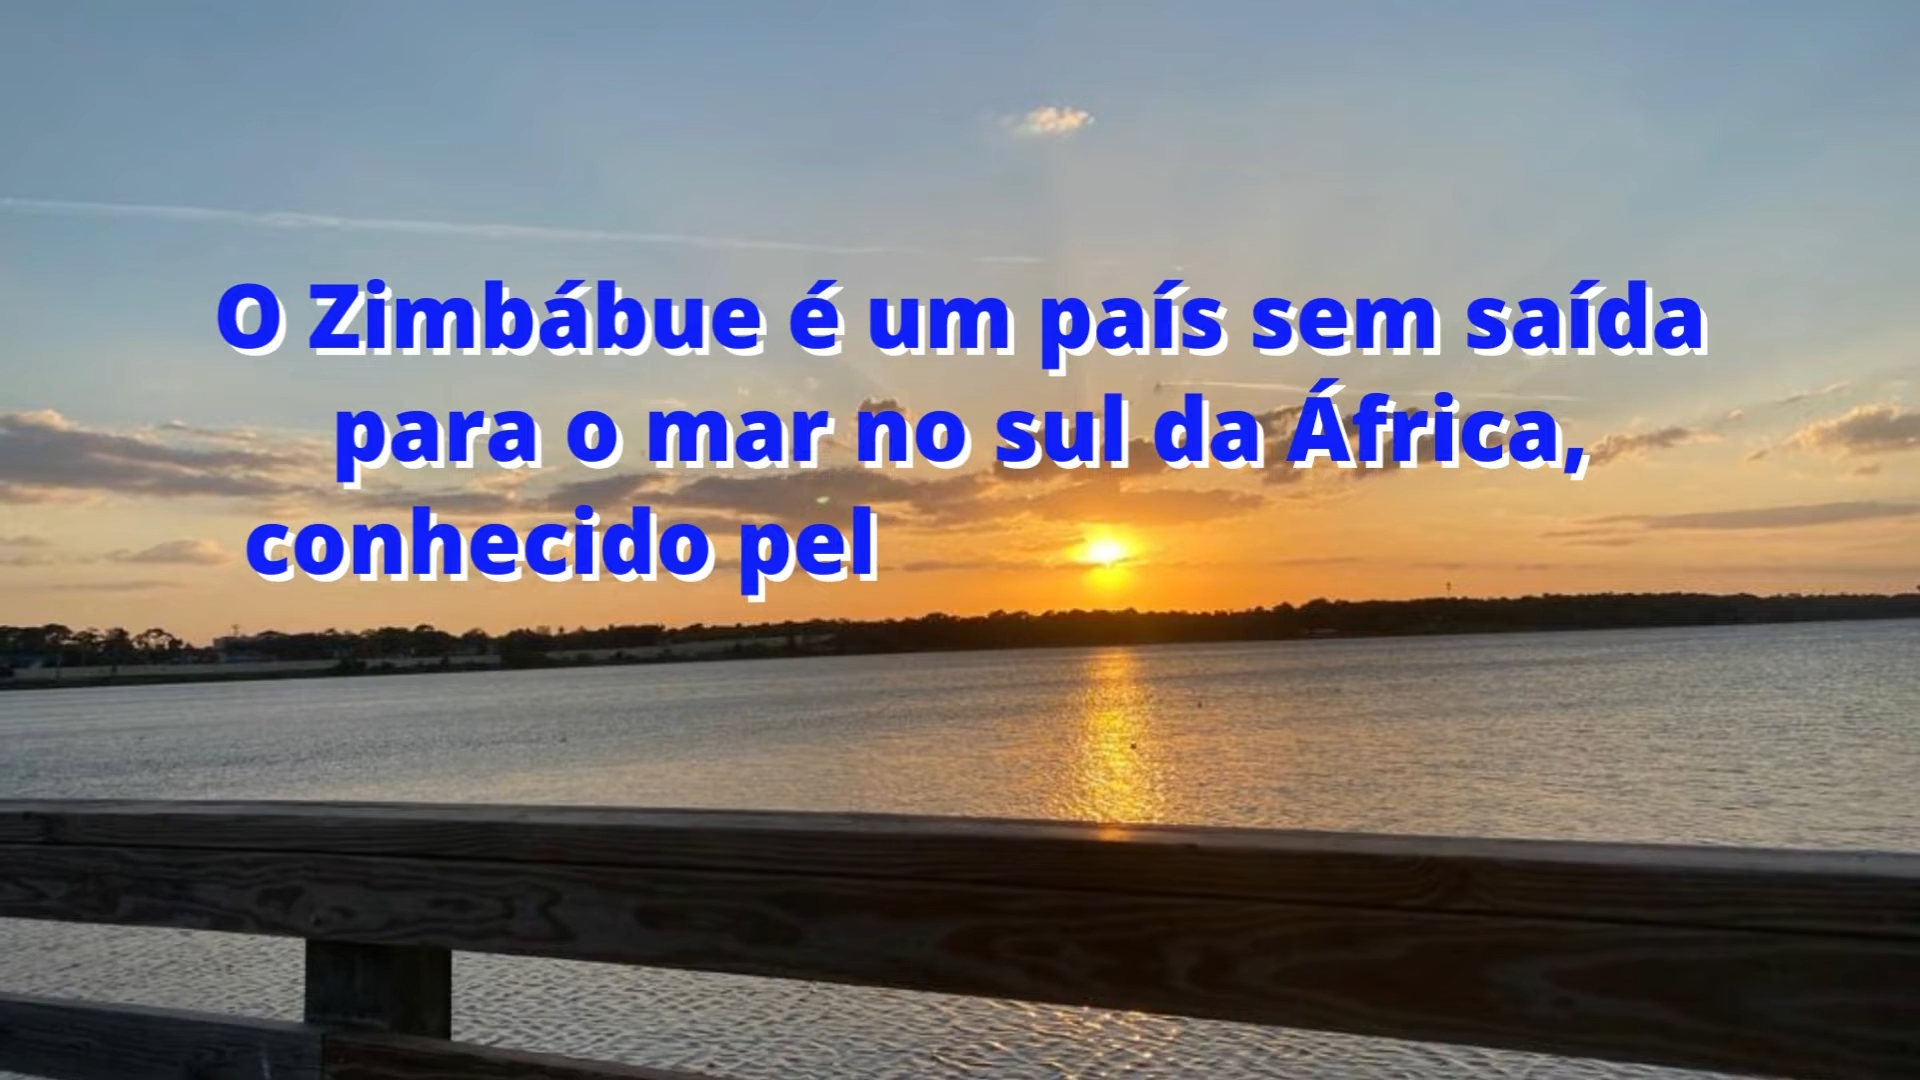 O Zimbábue é um país sem saída
para o mar no sul da África,
conhecido pel